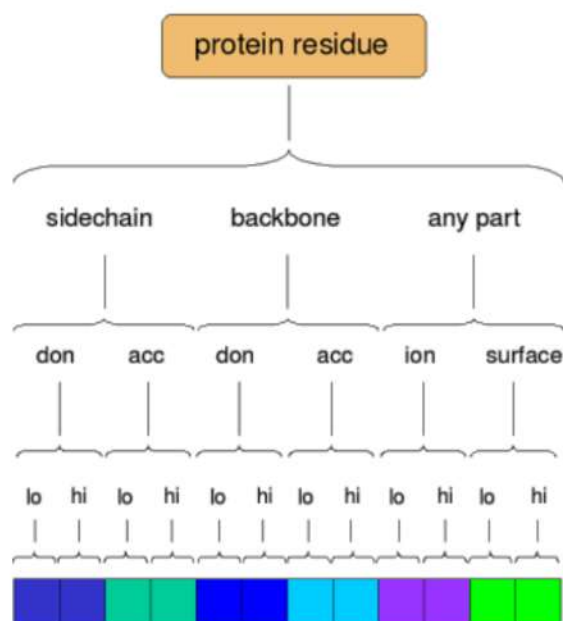 protein residue
sidechain backbone any part
don acc don acc ion surface
lo hi lo hi lo hi lo hi lo hi lo hi